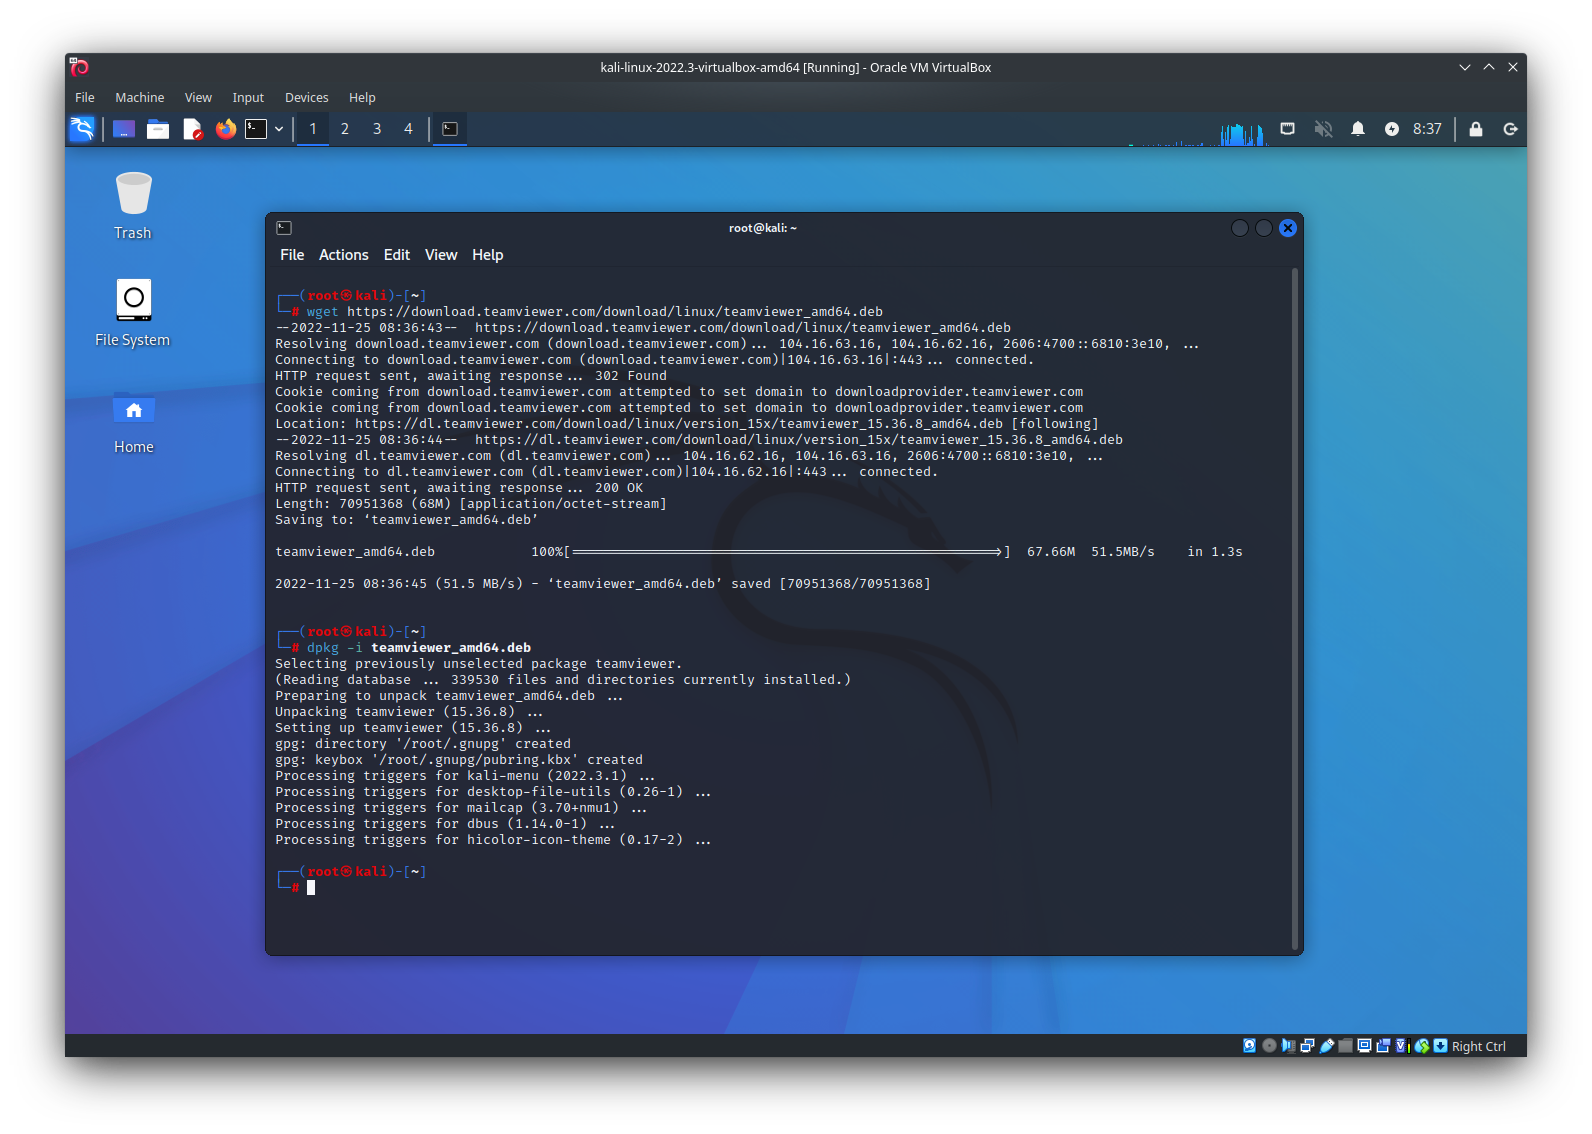 kali-linux-2022.3-virtualbox-amd64 [Running] - Oracle VM VirtualBox
File Machine View Input Devices Help
1 2 3 4 8:37
Trash
File System
Home
root@kali: ~
File Actions Edit View Help
┌──(root㉿kali)-[~]
└─# wget https://download.teamviewer.com/download/linux/teamviewer_amd64.deb
--2022-11-25 08:36:43--  https://download.teamviewer.com/download/linux/teamviewer_amd64.deb
Resolving download.teamviewer.com (download.teamviewer.com)... 104.16.63.16, 104.16.62.16, 2606:4700::6810:3e10, ...
Connecting to download.teamviewer.com (download.teamviewer.com)|104.16.63.16|:443... connected.
HTTP request sent, awaiting response... 302 Found
Cookie coming from download.teamviewer.com attempted to set domain to downloadprovider.teamviewer.com
Cookie coming from download.teamviewer.com attempted to set domain to downloadprovider.teamviewer.com
Location: https://dl.teamviewer.com/download/linux/version_15x/teamviewer_15.36.8_amd64.deb [following]
--2022-11-25 08:36:44--  https://dl.teamviewer.com/download/linux/version_15x/teamviewer_15.36.8_amd64.deb
Resolving dl.teamviewer.com (dl.teamviewer.com)... 104.16.62.16, 104.16.63.16, 2606:4700::6810:3e10, ...
Connecting to dl.teamviewer.com (dl.teamviewer.com)|104.16.62.16|:443... connected.
HTTP request sent, awaiting response... 200 OK
Length: 70951368 (68M) [application/octet-stream]
Saving to: ‘teamviewer_amd64.deb’
teamviewer_amd64.deb 100%[=====================================================>] 67.66M 51.5MB/s in 1.3s
2022-11-25 08:36:45 (51.5 MB/s) - ‘teamviewer_amd64.deb’ saved [70951368/70951368]
┌──(root㉿kali)-[~]
└─# dpkg -i teamviewer_amd64.deb
Selecting previously unselected package teamviewer.
(Reading database ... 339530 files and directories currently installed.)
Preparing to unpack teamviewer_amd64.deb ...
Unpacking teamviewer (15.36.8) ...
Setting up teamviewer (15.36.8) ...
gpg: directory '/root/.gnupg' created
gpg: keybox '/root/.gnupg/pubring.kbx' created
Processing triggers for kali-menu (2022.3.1) ...
Processing triggers for desktop-file-utils (0.26-1) ...
Processing triggers for mailcap (3.70+nmu1) ...
Processing triggers for dbus (1.14.0-1) ...
Processing triggers for hicolor-icon-theme (0.17-2) ...
┌──(root㉿kali)-[~]
└─#
Right Ctrl